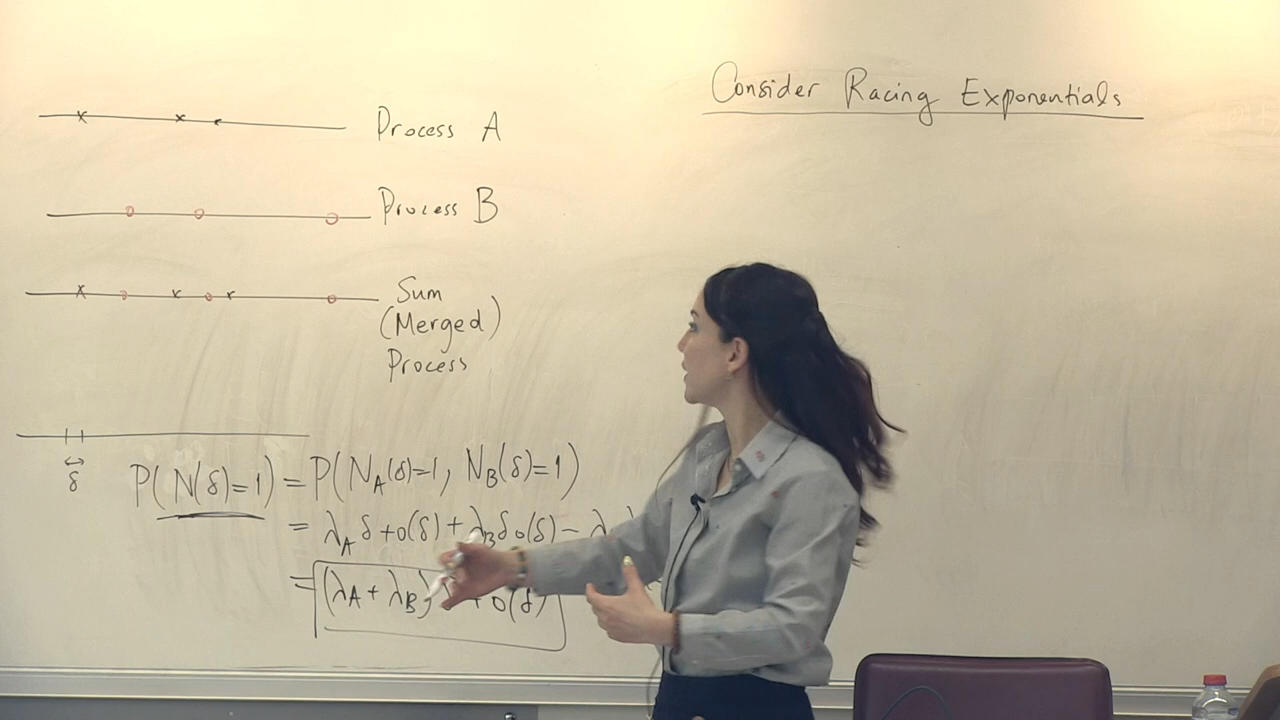 Consider Racing Exponentials
Process A
Process B
Sum
(Merged)
Process
δ
P(N(δ)=1) = P(N_A(δ)=1, N_B(δ)=1)
= λ_A δ + o(δ) + λ_B δ o(δ) - λ
= (λ_A + λ_B) + o(δ)